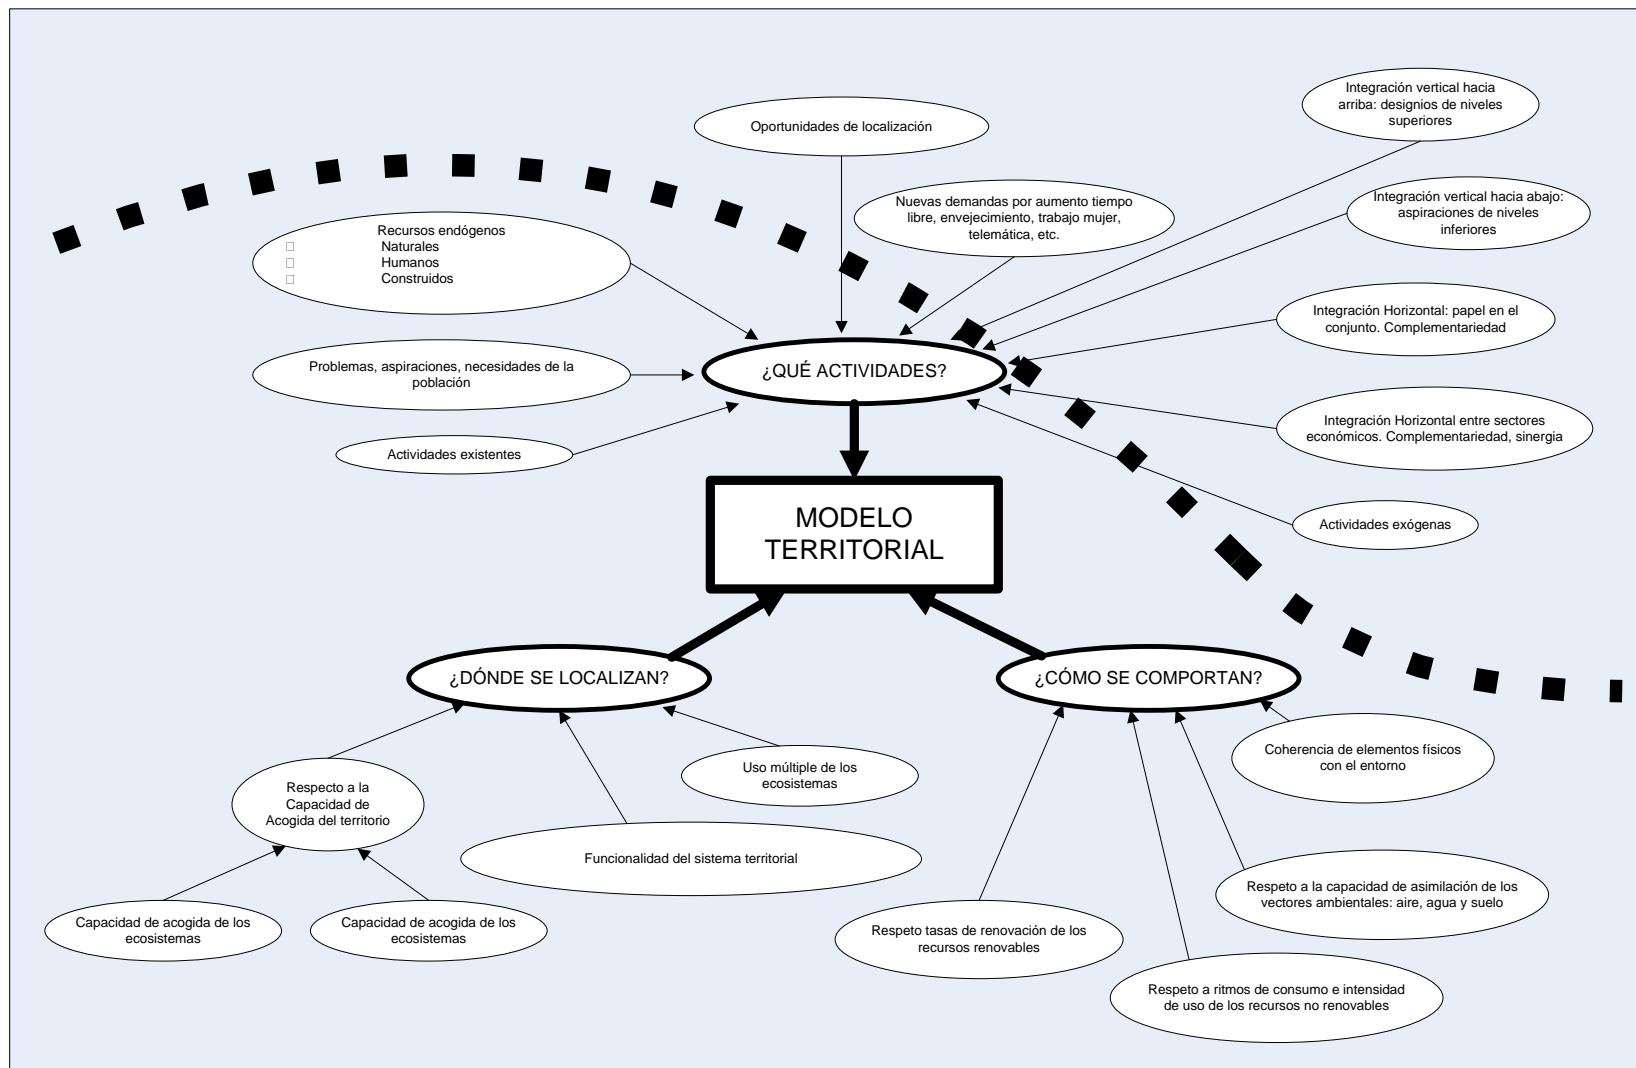 Integración vertical hacia
arriba: designios de niveles
superiores
Oportunidades de localización
Nuevas demandas por aumento tiempo
libre, envejecimiento, trabajo mujer,
telemática, etc.
Integración vertical hacia abajo:
aspiraciones de niveles
inferiores
Recursos endógenos
Naturales
Humanos
Construidos
Integración Horizontal: papel en el
conjunto. Complementariedad
Problemas, aspiraciones, necesidades de la
población
¿QUÉ ACTIVIDADES?
Integración Horizontal entre sectores
económicos. Complementariedad, sinergia
Actividades existentes
Actividades exógenas
MODELO
TERRITORIAL
¿DÓNDE SE LOCALIZAN?
¿CÓMO SE COMPORTAN?
Coherencia de elementos físicos
con el entorno
Uso múltiple de los
ecosistemas
Respecto a la
Capacidad de
Acogida del territorio
Funcionalidad del sistema territorial
Respeto a la capacidad de asimilación de los
vectores ambientales: aire, agua y suelo
Capacidad de acogida de los
ecosistemas
Capacidad de acogida de los
ecosistemas
Respeto tasas de renovación de los
recursos renovables
Respeto a ritmos de consumo e intensidad
de uso de los recursos no renovables